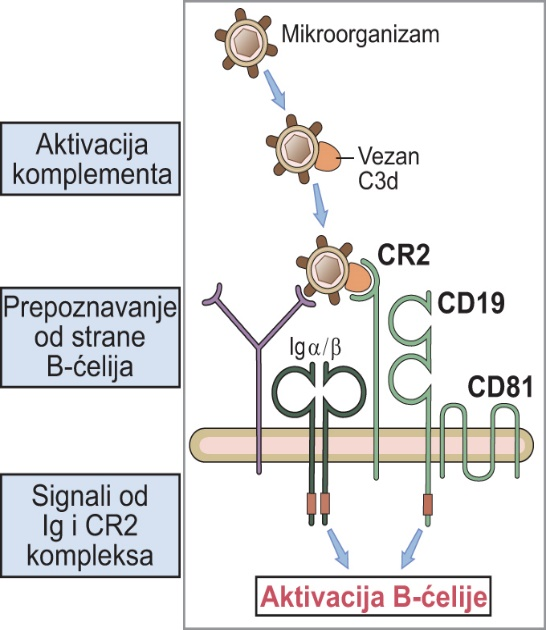 Mikroorganizam
Aktivacija
komplementa
Vezan
C3d
CR2
Prepoznavanje
od strane
B-ćelija
CD19
Igα/β
CD81
Signali od
Ig i CR2
kompleksa
Aktivacija B-ćelije